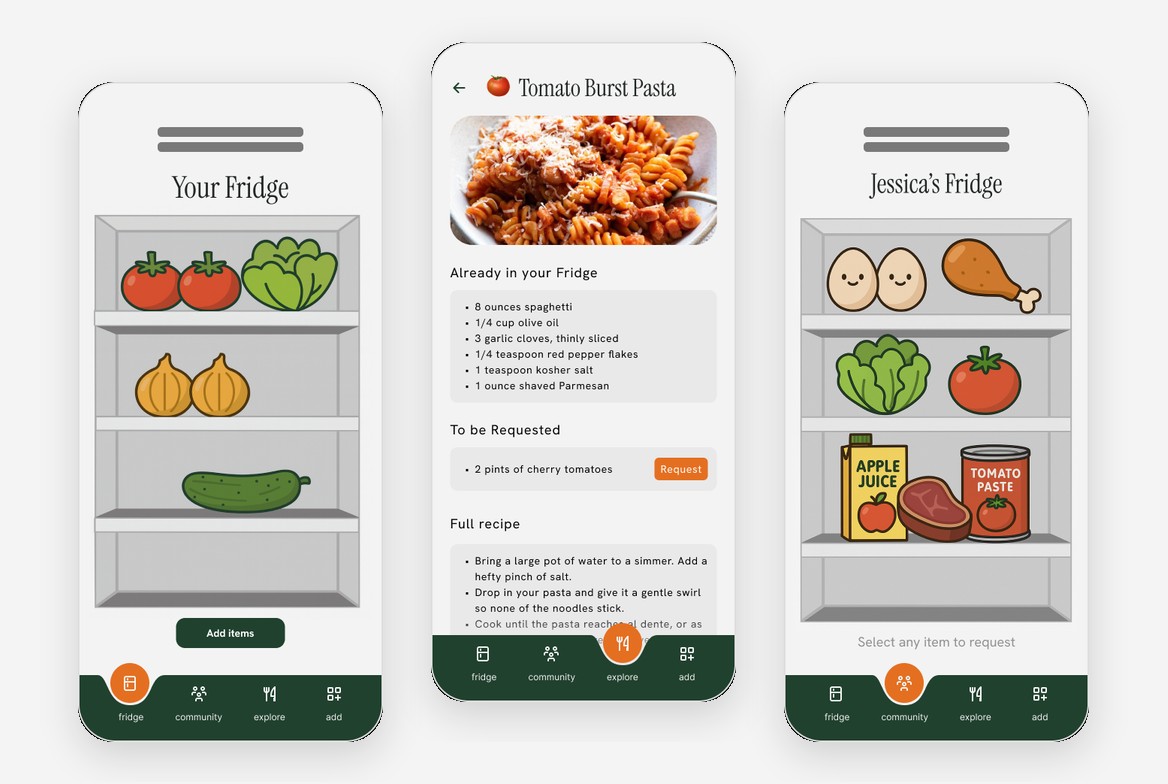 Your Fridge
Add items
fridge
community
explore
add
Tomato Burst Pasta
Already in your Fridge
• 8 ounces spaghetti
• 1/4 cup olive oil
• 3 garlic cloves, thinly sliced
• 1/4 teaspoon red pepper flakes
• 1 teaspoon kosher salt
• 1 ounce shaved Parmesan
To be Requested
• 2 pints of cherry tomatoes
Request
Full recipe
• Bring a large pot of water to a simmer. Add a
hefty pinch of salt.
• Drop in your pasta and give it a gentle swirl
so none of the noodles stick.
• Cook until the pasta reaches al dente, or as
fridge
community
explore
add
Jessica's Fridge
APPLE
JUICE
TOMATO
PASTE
Select any item to request
fridge
community
explore
add